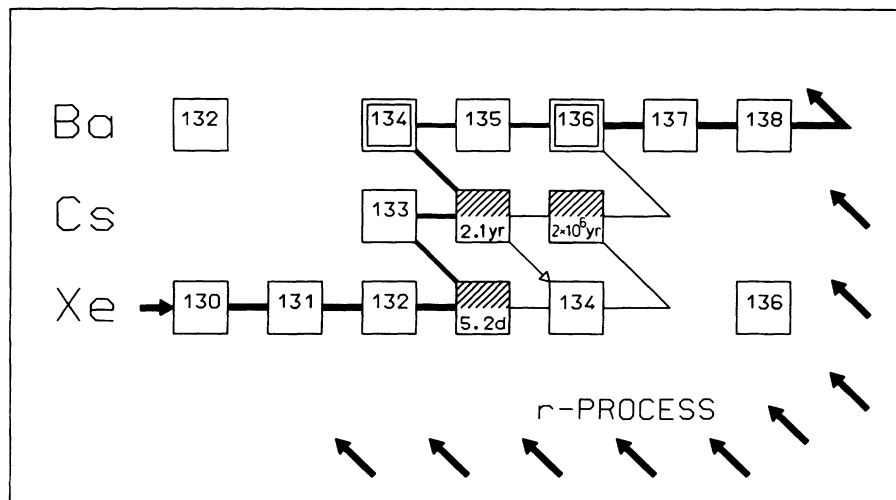 Ba 132 134 135 136 137 138
Cs 133 2.1yr 2×10⁶yr
Xe 130 131 132 5.2d 134 136
r-PROCESS